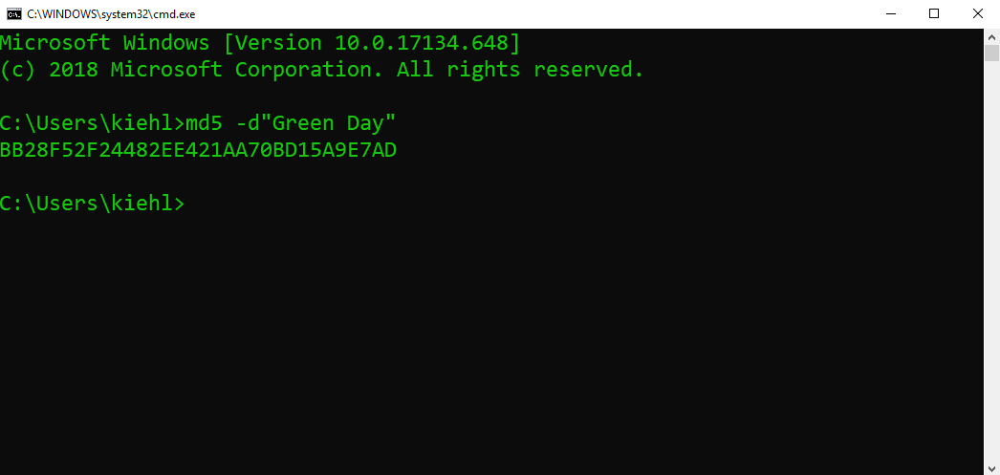 C:\WINDOWS\system32\cmd.exe
Microsoft Windows [Version 10.0.17134.648]
(c) 2018 Microsoft Corporation. All rights reserved.
C:\Users\kiehl>md5 -d"Green Day"
BB28F52F24482EE421AA70BD15A9E7AD
C:\Users\kiehl>